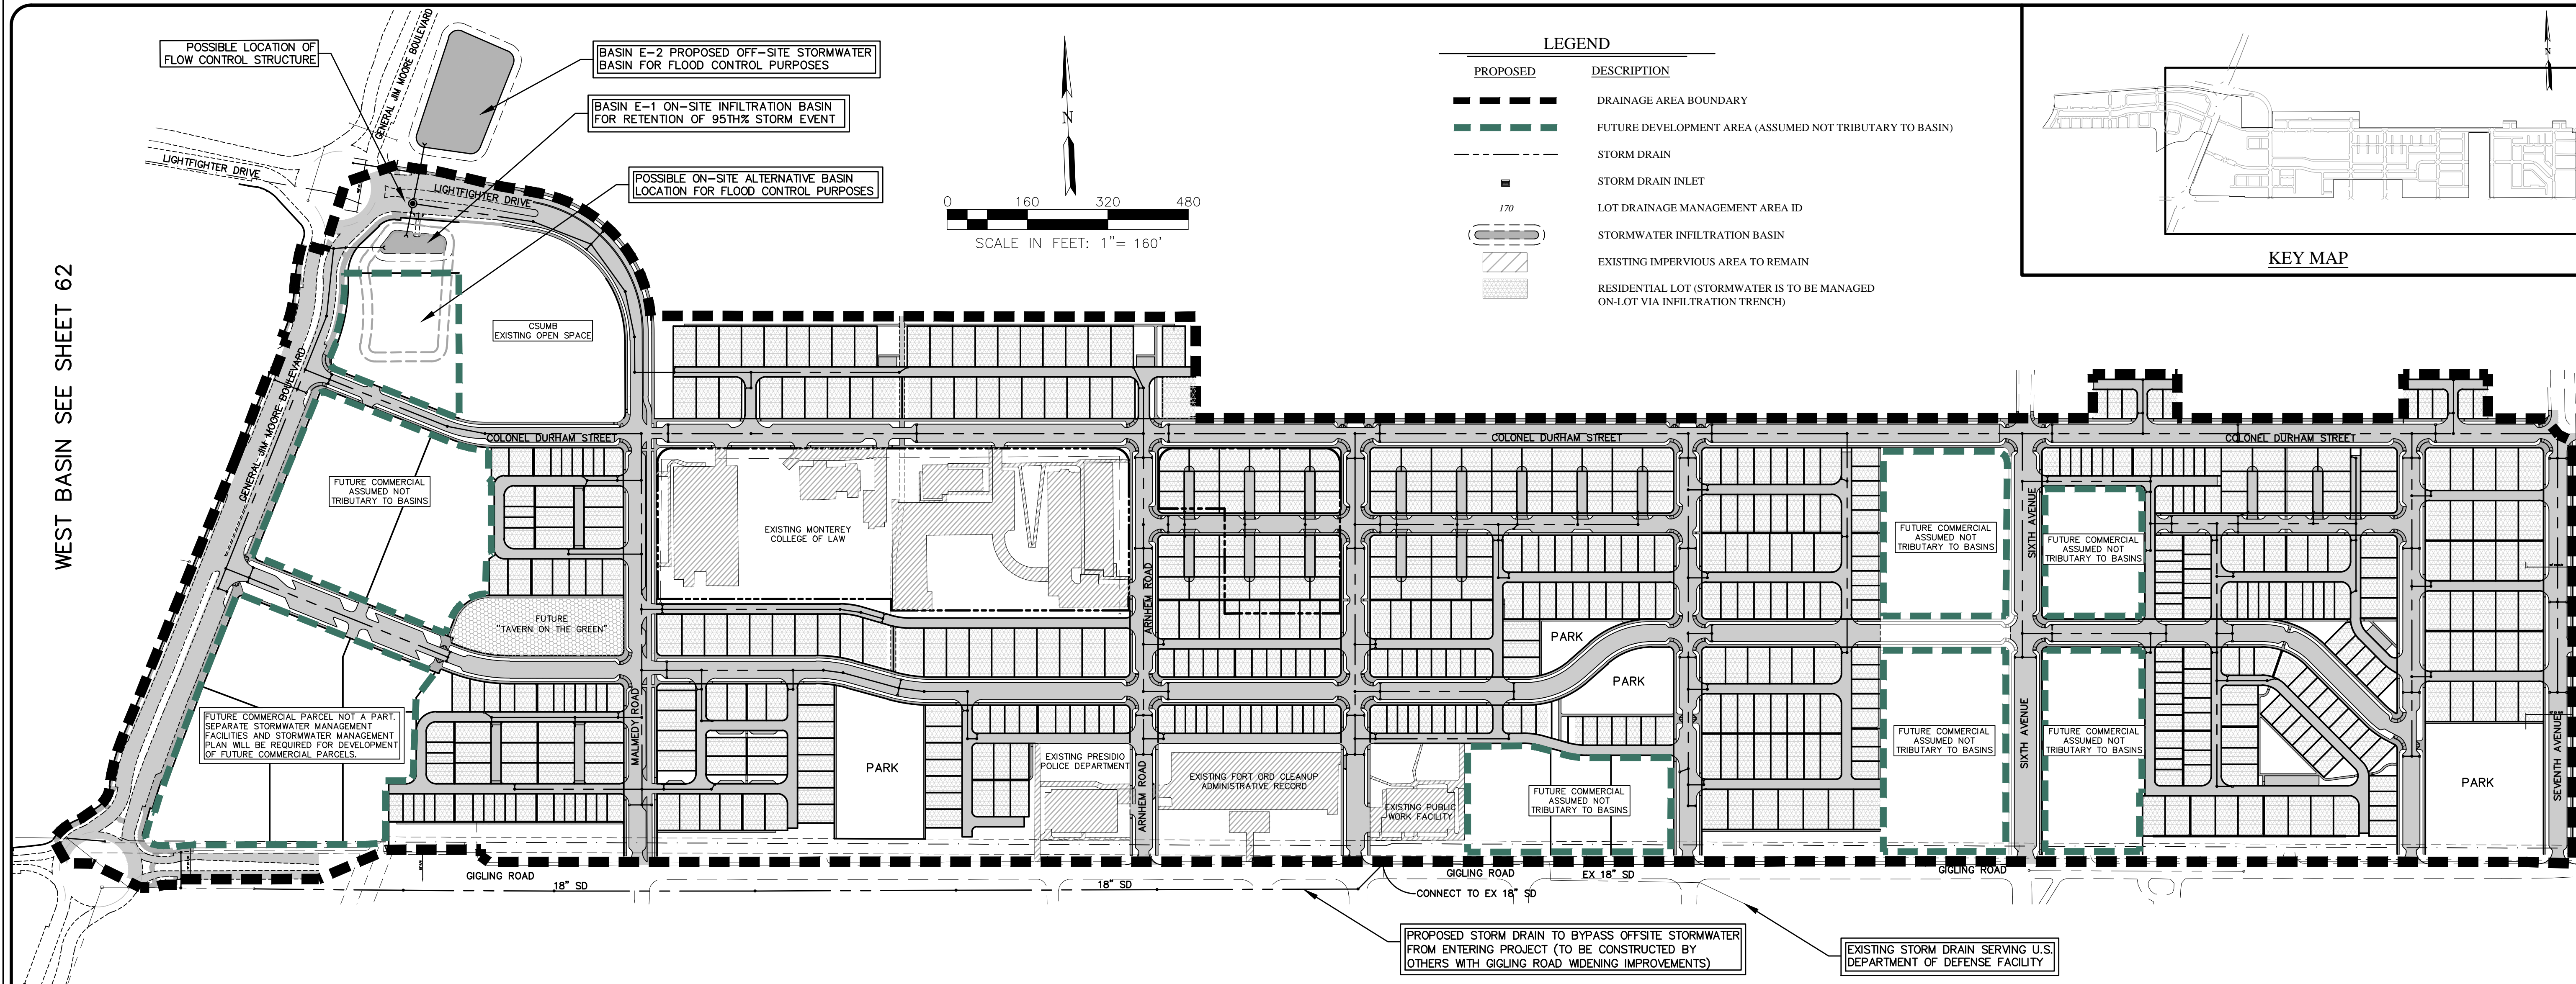 WEST BASIN SEE SHEET 62
POSSIBLE LOCATION OF
FLOW CONTROL STRUCTURE
GENERAL JIM MOORE BOULEVARD
BASIN E-2 PROPOSED OFF-SITE STORMWATER
BASIN FOR FLOOD CONTROL PURPOSES
BASIN E-1 ON-SITE INFILTRATION BASIN
FOR RETENTION OF 95TH% STORM EVENT
POSSIBLE ON-SITE ALTERNATIVE BASIN
LOCATION FOR FLOOD CONTROL PURPOSES
LIGHTFIGHTER DRIVE
LIGHTFIGHTER DRIVE
N
0 160 320 480
SCALE IN FEET: 1"= 160'
LEGEND
PROPOSED DESCRIPTION
DRAINAGE AREA BOUNDARY
FUTURE DEVELOPMENT AREA (ASSUMED NOT TRIBUTARY TO BASIN)
STORM DRAIN
STORM DRAIN INLET
170 LOT DRAINAGE MANAGEMENT AREA ID
STORMWATER INFILTRATION BASIN
EXISTING IMPERVIOUS AREA TO REMAIN
RESIDENTIAL LOT (STORMWATER IS TO BE MANAGED
ON-LOT VIA INFILTRATION TRENCH)
N
KEY MAP
CSUMB
EXISTING OPEN SPACE
GENERAL JIM MOORE BOULEVARD
COLONEL DURHAM STREET
COLONEL DURHAM STREET
COLONEL DURHAM STREET
FUTURE COMMERCIAL
ASSUMED NOT
TRIBUTARY TO BASINS
EXISTING MONTEREY
COLLEGE OF LAW
FUTURE COMMERCIAL
ASSUMED NOT
TRIBUTARY TO BASINS
SIXTH AVENUE
FUTURE COMMERCIAL
ASSUMED NOT
TRIBUTARY TO BASINS
FUTURE
"TAVERN ON THE GREEN"
ARNHEM ROAD
PARK
PARK
FUTURE COMMERCIAL PARCEL NOT A PART.
SEPARATE STORMWATER MANAGEMENT
FACILITIES AND STORMWATER MANAGEMENT
PLAN WILL BE REQUIRED FOR DEVELOPMENT
OF FUTURE COMMERCIAL PARCELS.
MALMEDY ROAD
PARK
EXISTING PRESIDIO
POLICE DEPARTMENT
ARNHEM ROAD
EXISTING FORT ORD CLEANUP
ADMINISTRATIVE RECORD
EXISTING PUBLIC
WORK FACILITY
FUTURE COMMERCIAL
ASSUMED NOT
TRIBUTARY TO BASINS
FUTURE COMMERCIAL
ASSUMED NOT
TRIBUTARY TO BASINS
SIXTH AVENUE
FUTURE COMMERCIAL
ASSUMED NOT
TRIBUTARY TO BASINS
PARK
SEVENTH AVENUE
GIGLING ROAD
18" SD
18" SD
GIGLING ROAD
EX 18" SD
GIGLING ROAD
CONNECT TO EX 18" SD
PROPOSED STORM DRAIN TO BYPASS OFFSITE STORMWATER
FROM ENTERING PROJECT (TO BE CONSTRUCTED BY
OTHERS WITH GIGLING ROAD WIDENING IMPROVEMENTS)
EXISTING STORM DRAIN SERVING U.S.
DEPARTMENT OF DEFENSE FACILITY